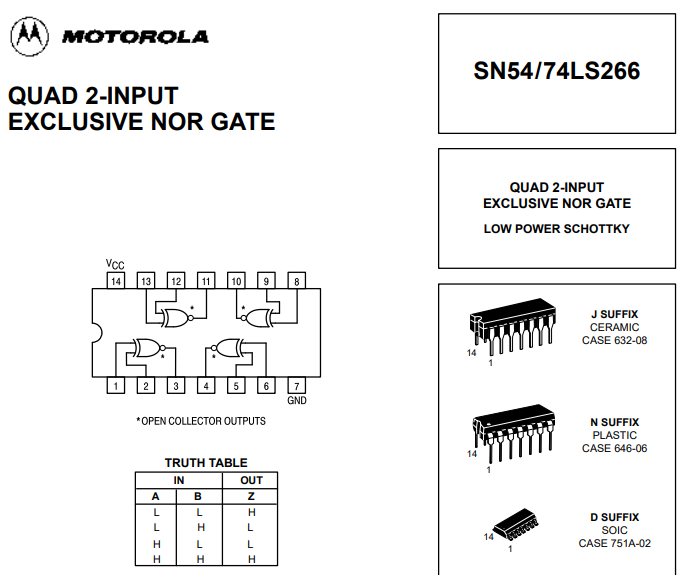 MOTOROLA
QUAD 2-INPUT
EXCLUSIVE NOR GATE
SN54/74LS266
QUAD 2-INPUT
EXCLUSIVE NOR GATE
LOW POWER SCHOTTKY
VCC
14 13 12 11 10 9 8
* *
* *
1 2 3 4 5 6 7
GND
*OPEN COLLECTOR OUTPUTS
TRUTH TABLE
IN OUT
A B Z
L L H
L H L
H L L
H H H
J SUFFIX
CERAMIC
CASE 632-08
14
1
N SUFFIX
PLASTIC
CASE 646-06
14
1
D SUFFIX
SOIC
CASE 751A-02
14
1